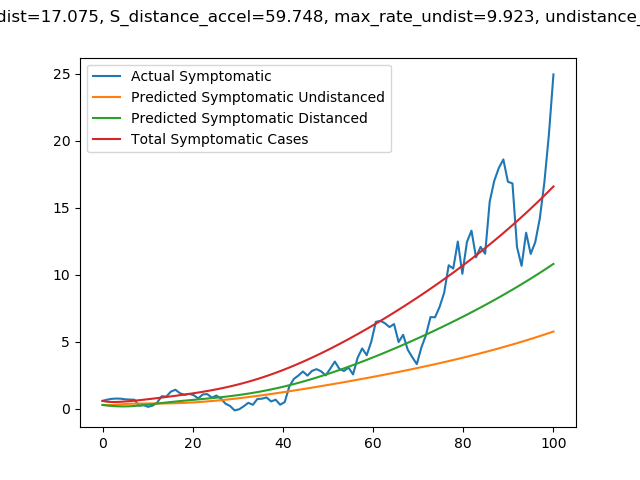 dist=17.075, S_distance_accel=59.748, max_rate_undist=9.923, undistance_
Actual Symptomatic
Predicted Symptomatic Undistanced
Predicted Symptomatic Distanced
Total Symptomatic Cases
25
20
15
10
5
0
0 20 40 60 80 100